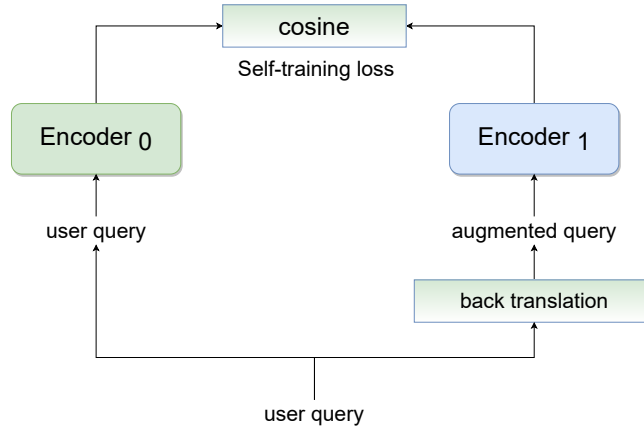 cosine
Self-training loss
Encoder 0
Encoder 1
user query
augmented query
back translation
user query